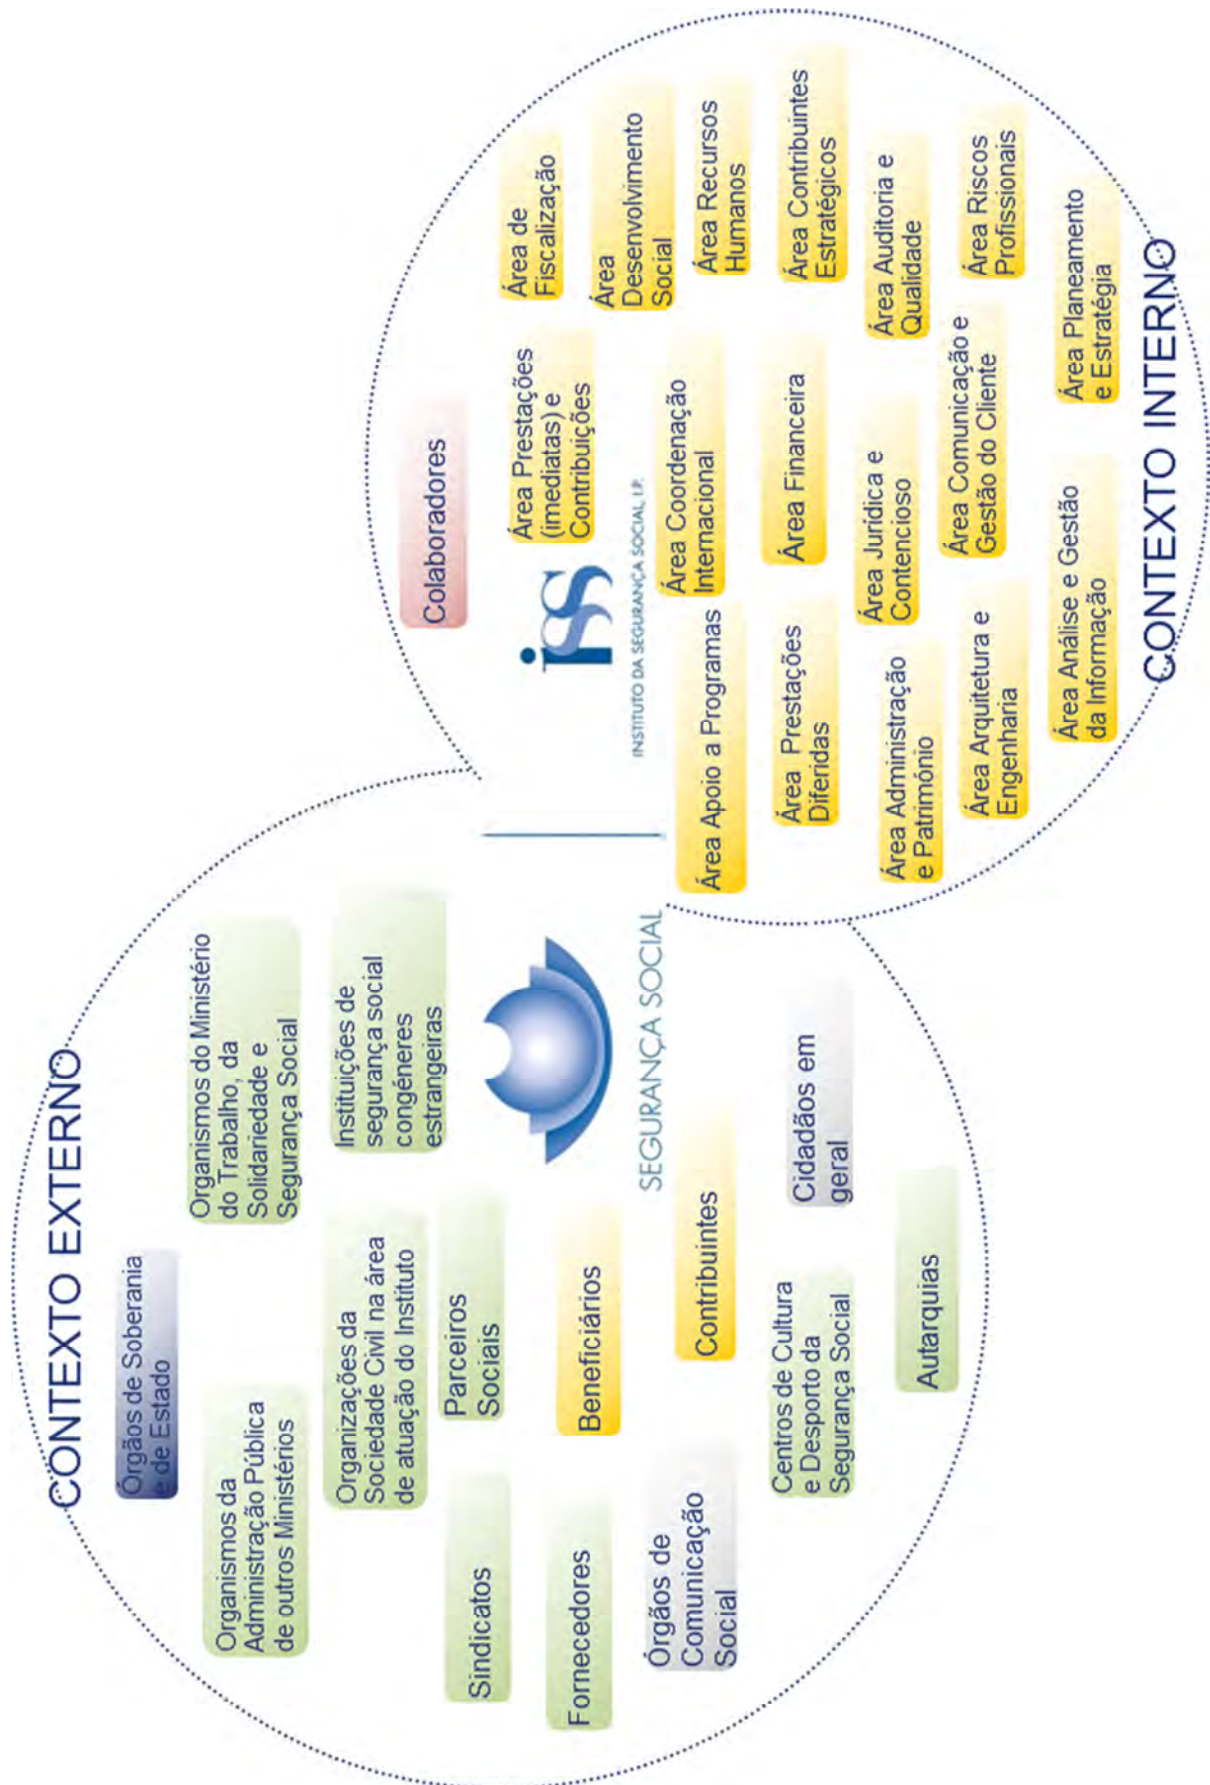 CONTEXTO EXTERNO
Órgãos de Soberania
e de Estado
Organismos da
Administração Pública
de outros Ministérios
Organismos do Ministério
do Trabalho, da
Solidariedade e
Segurança Social
Organizações da
Sociedade Civil na área
de atuação do Instituto
Instituições de
segurança social
congéneres
estrangeiras
Sindicatos
Parceiros
Sociais
Fornecedores
Beneficiários
Órgãos de
Comunicação
Social
Contribuintes
SEGURANÇA SOCIAL
Centros de Cultura
e Desporto da
Segurança Social
Cidadãos em
geral
Autarquias
Colaboradores
iss
INSTITUTO DA SEGURANÇA SOCIAL, I.P.
Área Prestações
(imediatas) e
Contribuições
Área de
Fiscalização
Área
Desenvolvimento
Social
Área Apoio a Programas
Área Coordenação
Internacional
Área Recursos
Humanos
Área Prestações
Diferidas
Área Financeira
Área Contribuintes
Estratégicos
Área Administração
e Património
Área Jurídica e
Contencioso
Área Auditoria e
Qualidade
Área Arquitetura e
Engenharia
Área Comunicação e
Gestão do Cliente
Área Riscos
Profissionais
Área Análise e Gestão
da Informação
Área Planeamento
e Estratégia
CONTEXTO INTERNO